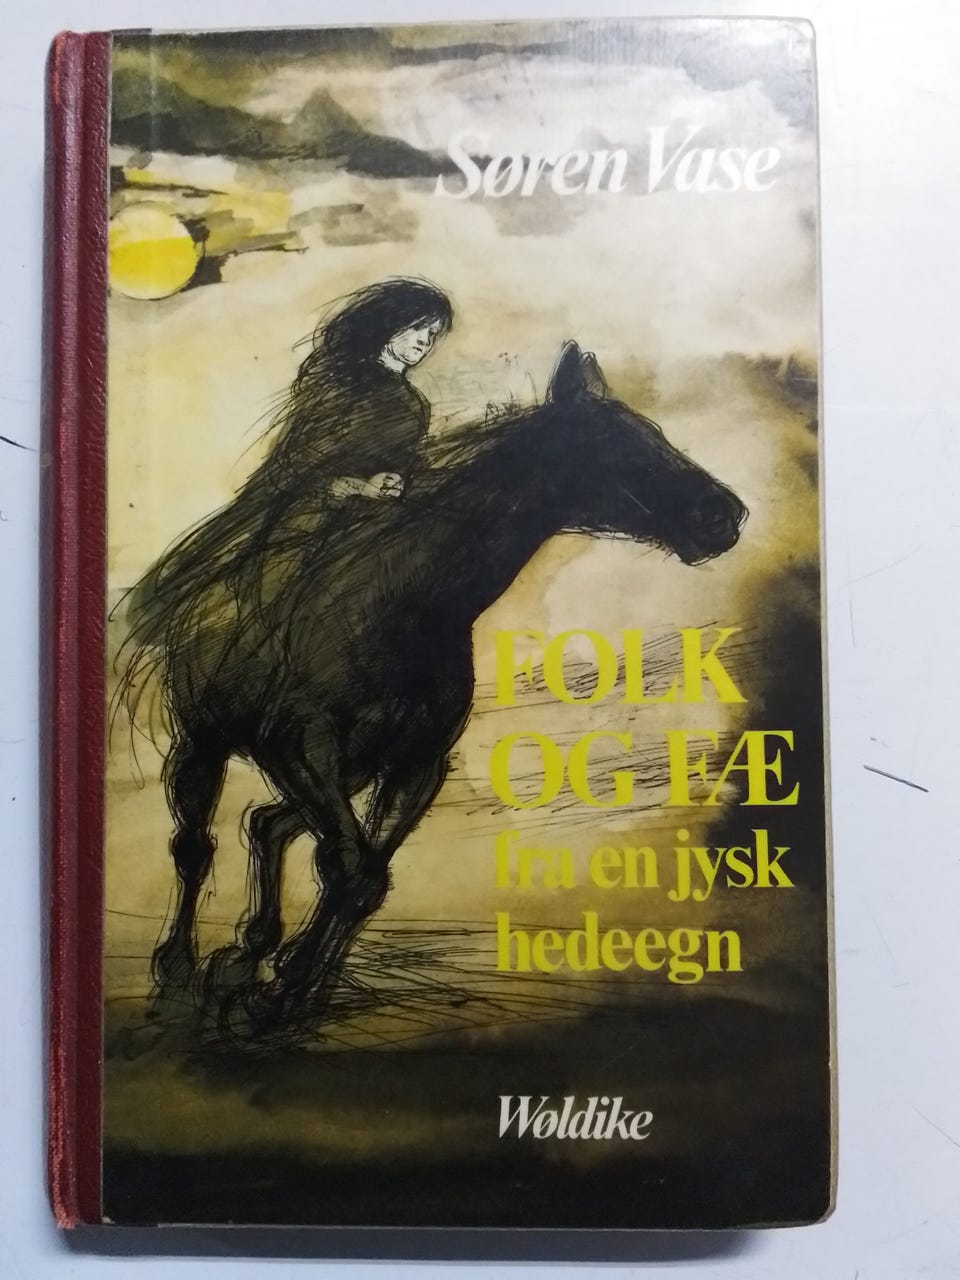 Søren Vase
FOLK
OG FÆ
fra en jysk
hedeegn
Wøldike